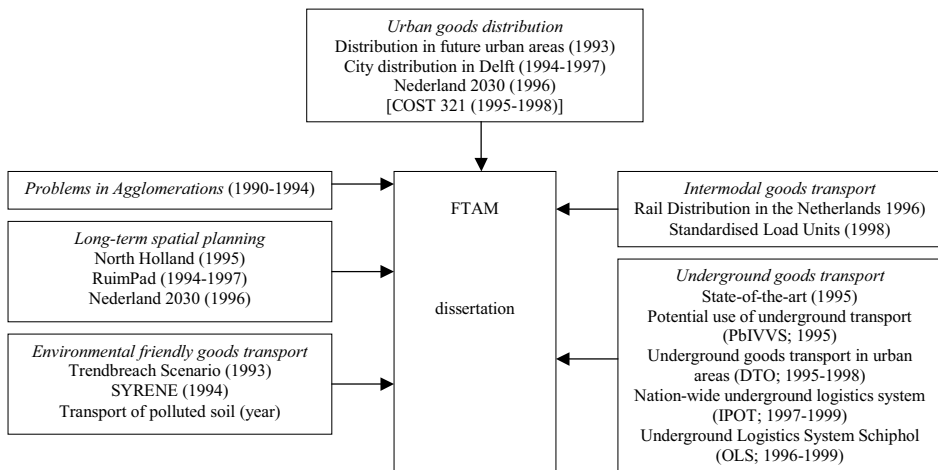 Urban goods distribution
Distribution in future urban areas (1993)
City distribution in Delft (1994-1997)
Nederland 2030 (1996)
[COST 321 (1995-1998)]
Problems in Agglomerations (1990-1994)
Long-term spatial planning
North Holland (1995)
RuimPad (1994-1997)
Nederland 2030 (1996)
Environmental friendly goods transport
Trendbreach Scenario (1993)
SYRENE (1994)
Transport of polluted soil (year)
FTAM
dissertation
Intermodal goods transport
Rail Distribution in the Netherlands 1996)
Standardised Load Units (1998)
Underground goods transport
State-of-the-art (1995)
Potential use of underground transport
(PbIVVS; 1995)
Underground goods transport in urban
areas (DTO; 1995-1998)
Nation-wide underground logistics system
(IPOT; 1997-1999)
Underground Logistics System Schiphol
(OLS; 1996-1999)